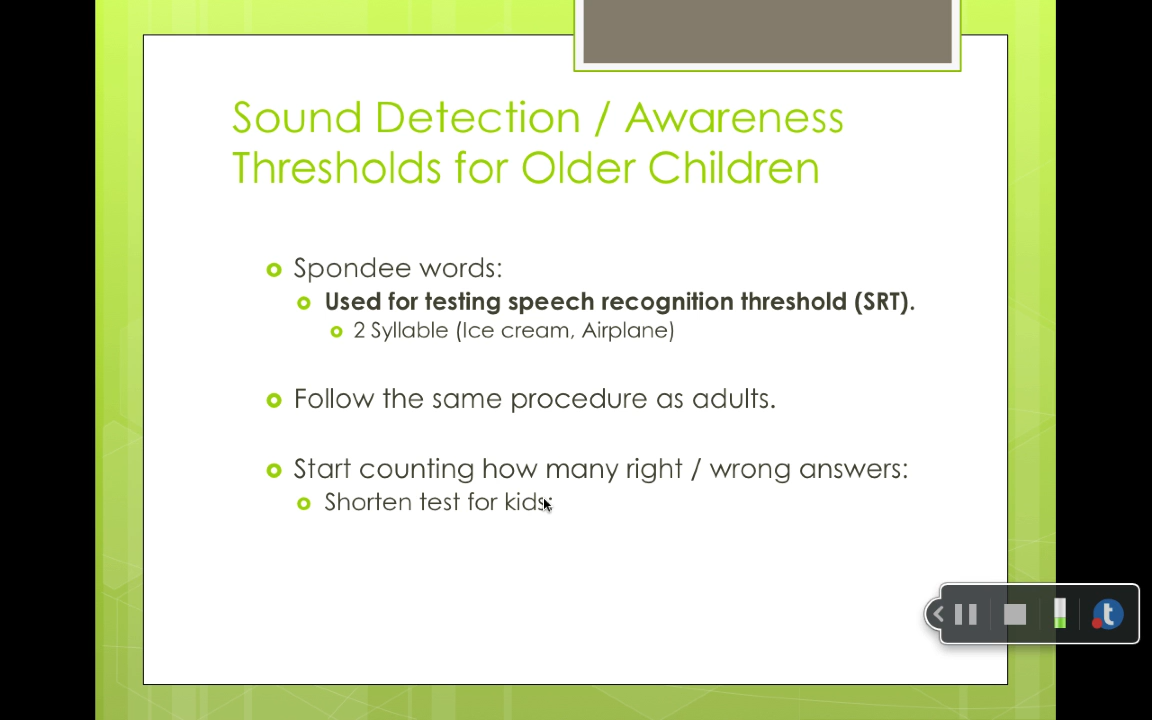 Sound Detection / Awareness
Thresholds for Older Children
Spondee words:
Used for testing speech recognition threshold (SRT).
2 Syllable (Ice cream, Airplane)
Follow the same procedure as adults.
Start counting how many right / wrong answers:
Shorten test for kids:
t